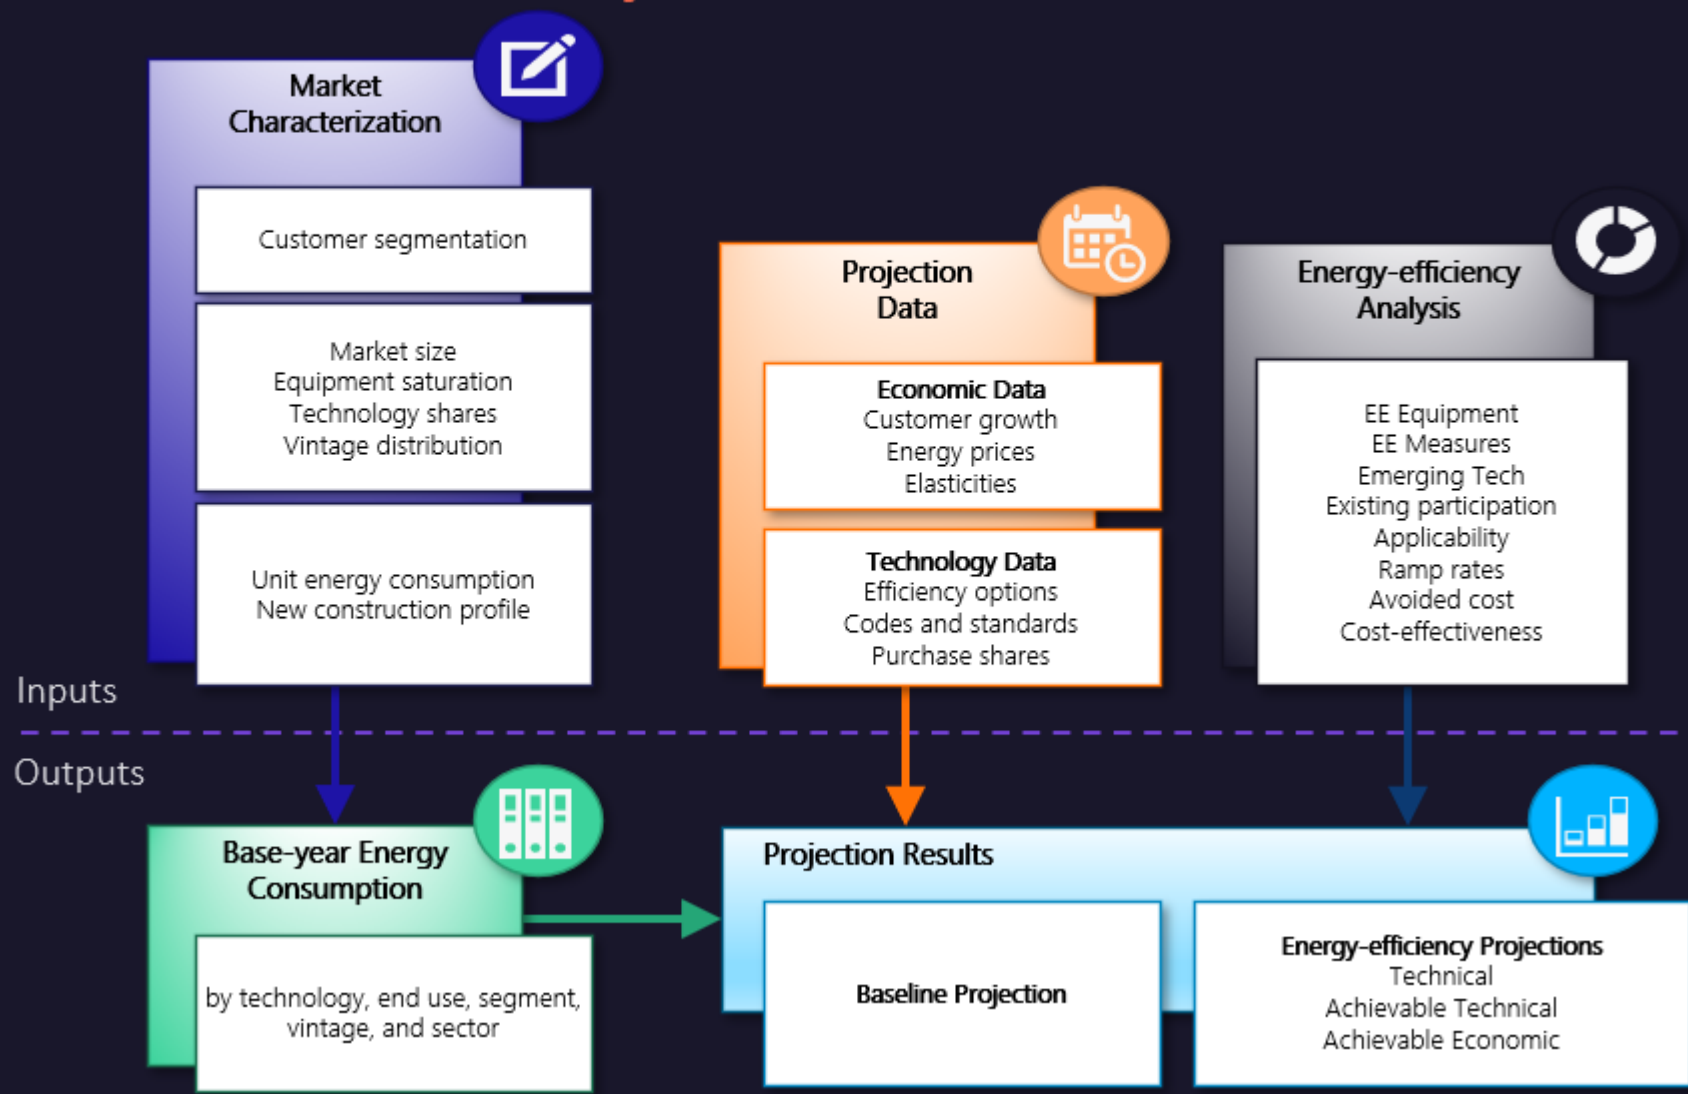 Market
Characterization
Customer segmentation
Market size
Equipment saturation
Technology shares
Vintage distribution
Unit energy consumption
New construction profile
Projection
Data
Economic Data
Customer growth
Energy prices
Elasticities
Technology Data
Efficiency options
Codes and standards
Purchase shares
Energy-efficiency
Analysis
EE Equipment
EE Measures
Emerging Tech
Existing participation
Applicability
Ramp rates
Avoided cost
Cost-effectiveness
Inputs
Outputs
Base-year Energy
Consumption
by technology, end use, segment,
vintage, and sector
Projection Results
Baseline Projection
Energy-efficiency Projections
Technical
Achievable Technical
Achievable Economic